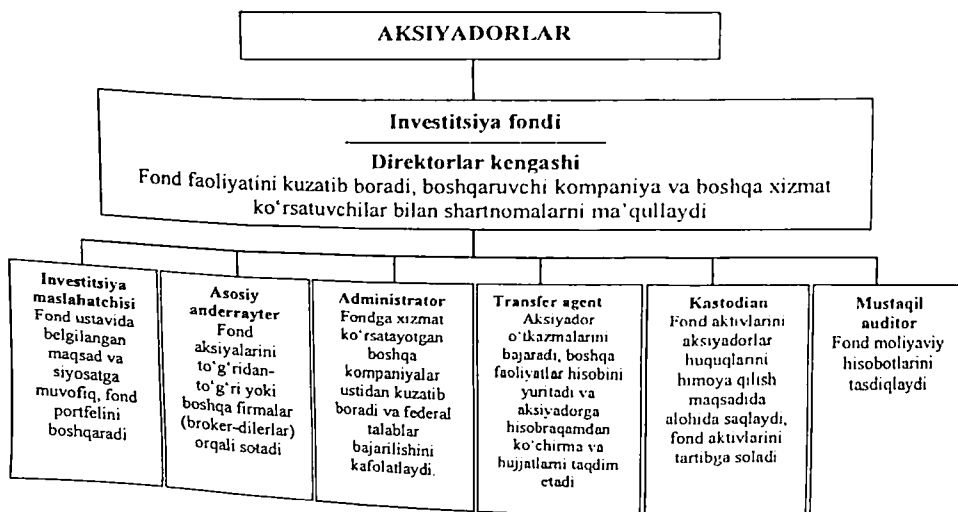 AKSIYADORLAR
Investitsiya fondi
Direktorlar kengashi
Fond faoliyatini kuzatib boradi, boshqaruvchi kompaniya va boshqa xizmat
ko‘rsatuvchilar bilan shartnomalarni ma’qullaydi
Investitsiya
maslahatchisi
Fond ustavida
belgilangan
maqsad va
siyosatga
muvofiq, fond
portfelini
boshqaradi
Asosiy
anderrayter
Fond
aksiyalarini
to‘g‘ridan-
to‘g‘ri yoki
boshqa firmalar
(broker-dilerlar)
orqali sotadi
Administrator
Fondga xizmat
ko‘rsatayotgan
boshqa
kompaniyalar
ustidan kuzatib
boradi va federal
talablar
bajarilishini
kafolatlaydi.
Transfer agent
Aksiyador
o‘tkazmalarini
bajaradi, boshqa
faoliyatlar hisobini
yuritadi va
aksiyadorga
hisobraqamdan
ko‘chirma va
hujjatlarni taqdim
etadi
Kastodian
Fond aktivlarini
aksiyadorlar
huquqlarini
himoya qilish
maqsadida
alohida saqlaydi,
fond aktivlarini
tartibga soladi
Mustaqil
auditor
Fond moliyaviy
hisobotlarini
tasdiqlaydi